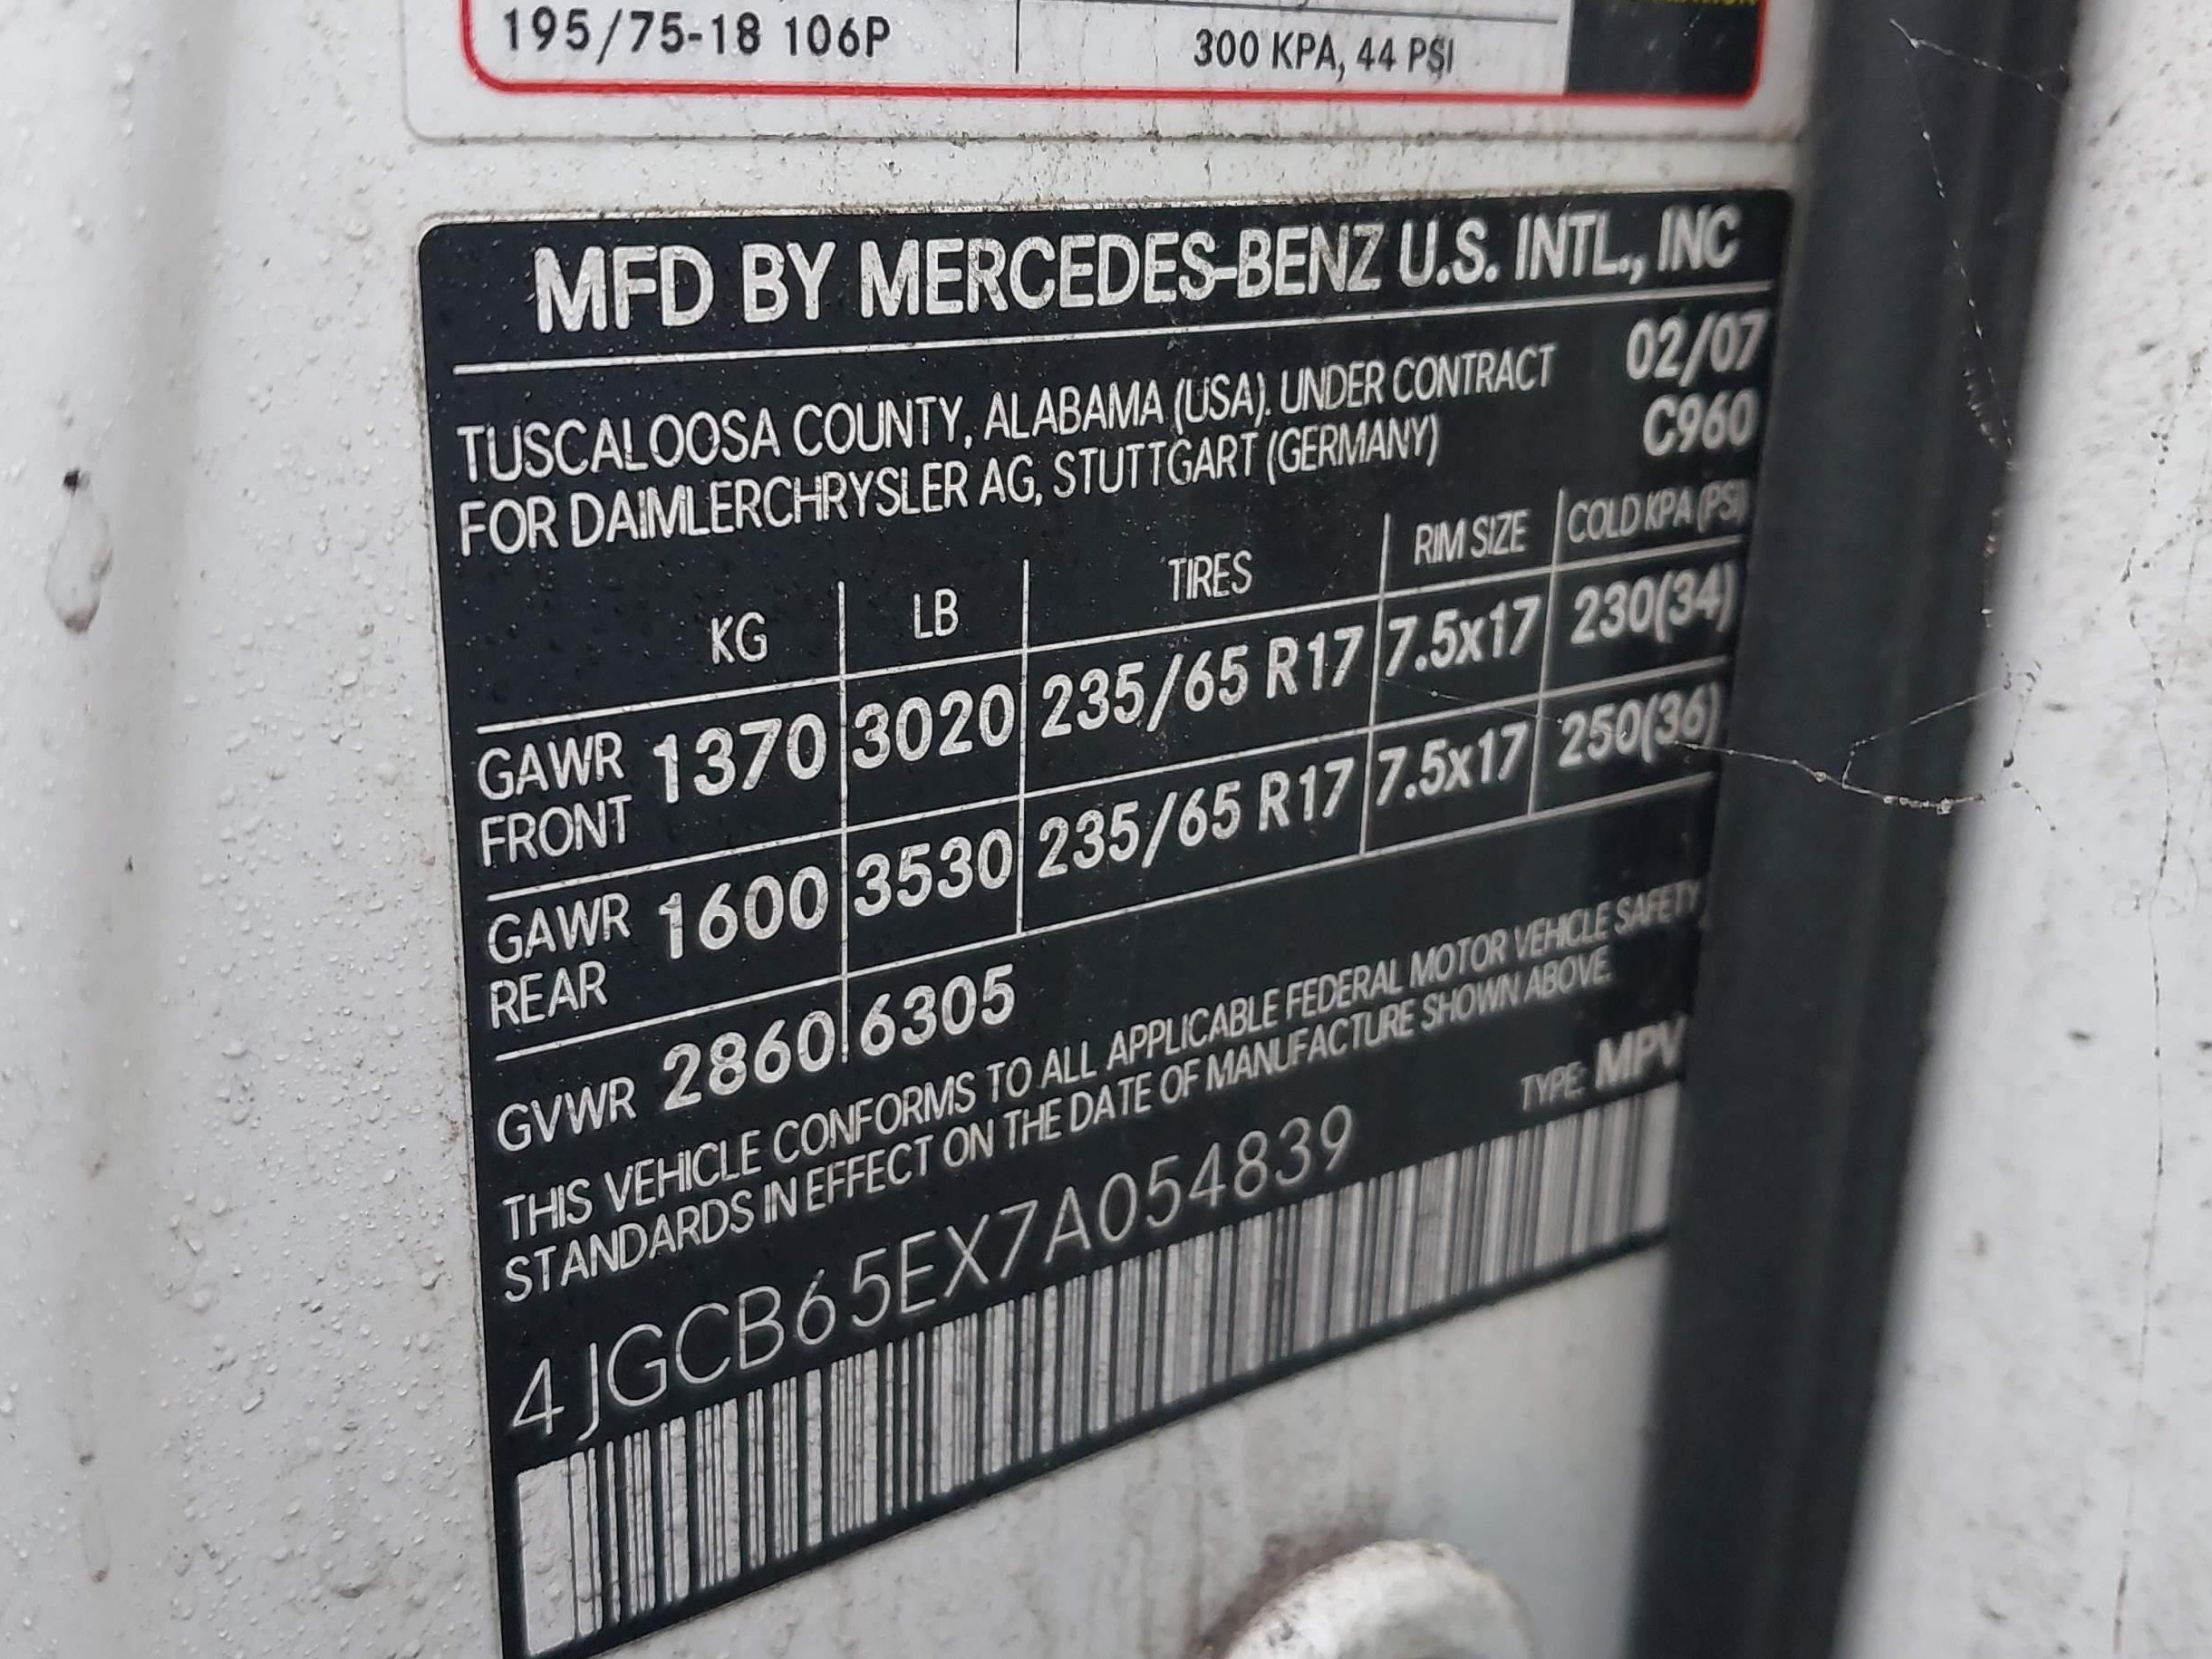 195/75-18 106P 300 KPA, 44 PSI
MFD BY MERCEDES-BENZ U.S. INTL., INC
TUSCALOOSA COUNTY, ALABAMA (USA). UNDER CONTRACT 02/07
FOR DAIMLERCHRYSLER AG, STUTTGART (GERMANY) C960
KG LB TIRES RIM SIZE COLD KPA (PSI)
GAWR FRONT 1370 3020 235/65 R17 7.5x17 230(34)
GAWR REAR 1600 3530 235/65 R17 7.5x17 250(36)
GVWR 2860 6305
THIS VEHICLE CONFORMS TO ALL APPLICABLE FEDERAL MOTOR VEHICLE SAFETY
STANDARDS IN EFFECT ON THE DATE OF MANUFACTURE SHOWN ABOVE.
4JGCB65EX7A054839 TYPE: MPV